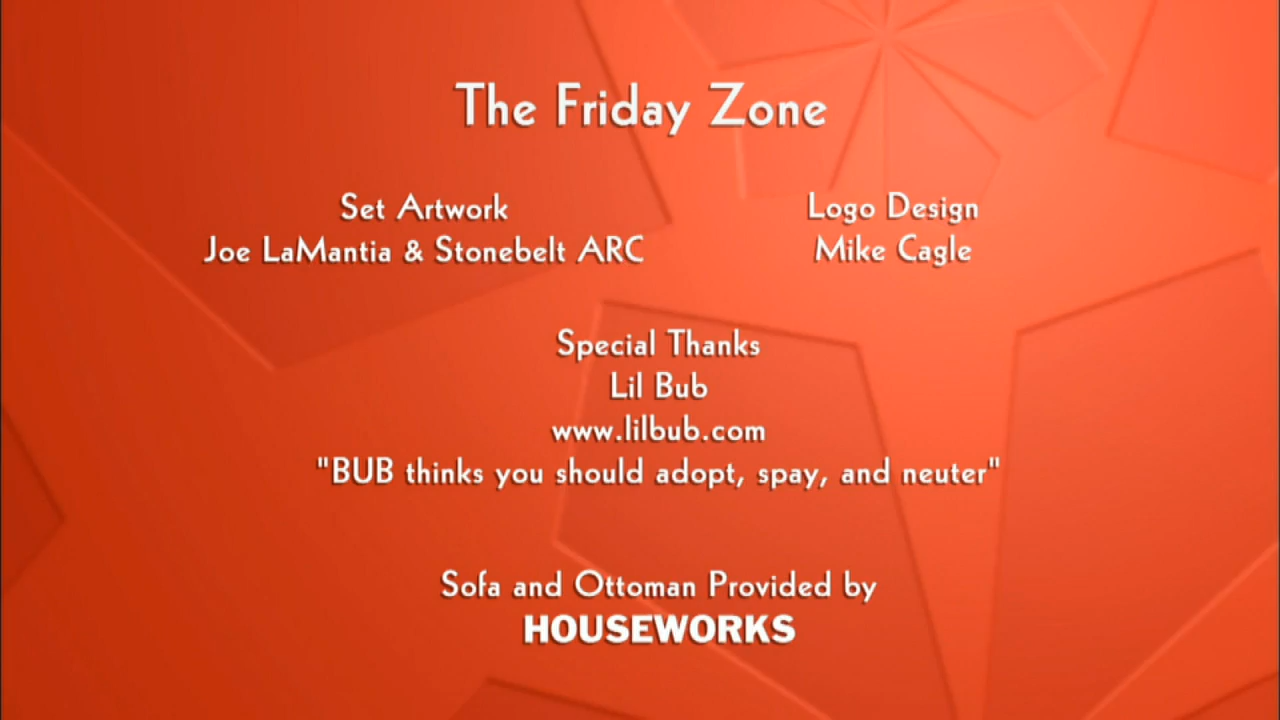 The Friday Zone
Set Artwork
Joe LaMantia & Stonebelt ARC
Logo Design
Mike Cagle
Special Thanks
Lil Bub
www.lilbub.com
"BUB thinks you should adopt, spay, and neuter"
Sofa and Ottoman Provided by
HOUSEWORKS